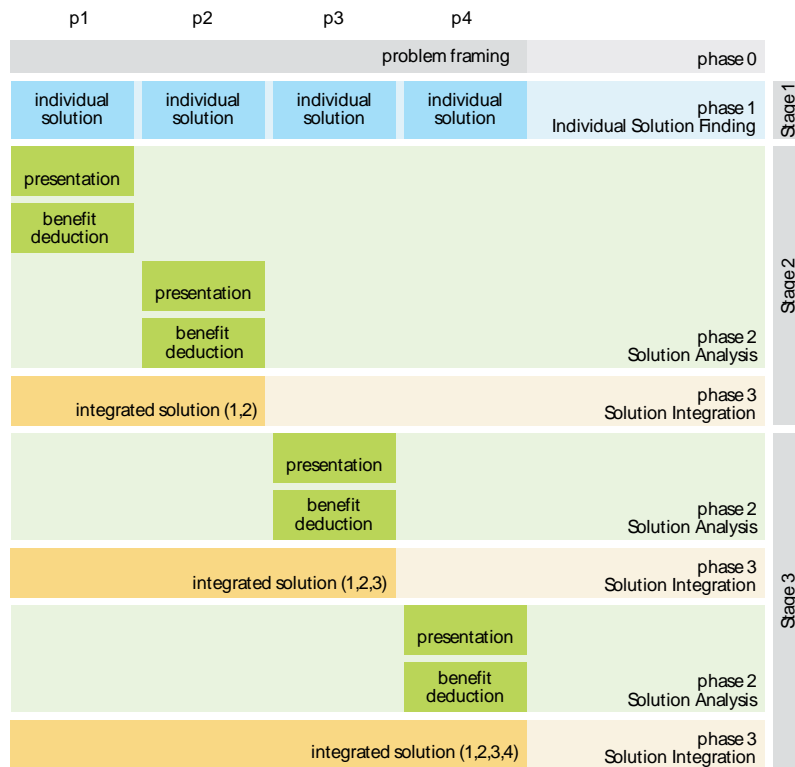 p1 p2 p3 p4
problem framing phase 0
individual solution individual solution individual solution individual solution
phase 1
Individual Solution Finding
Stage 1
presentation
benefit
deduction
presentation
benefit
deduction
phase 2
Solution Analysis
integrated solution (1,2)
phase 3
Solution Integration
Stage 2
presentation
benefit
deduction
phase 2
Solution Analysis
integrated solution (1,2,3)
phase 3
Solution Integration
presentation
benefit
deduction
phase 2
Solution Analysis
integrated solution (1,2,3,4)
phase 3
Solution Integration
Stage 3